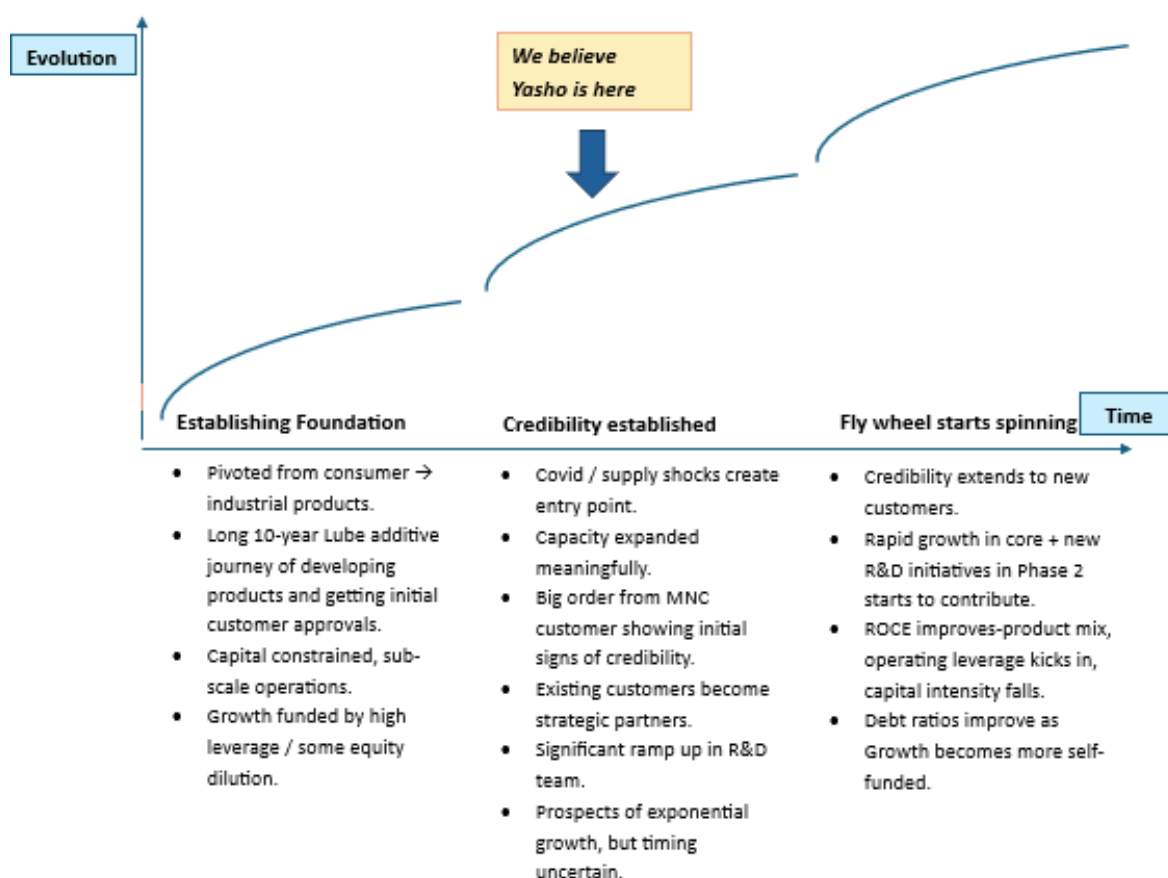 Evolution
We believe
Yasho is here
Establishing Foundation
Credibility established
Fly wheel starts spinning
Time
• Pivoted from consumer →
industrial products.
• Long 10-year Lube additive
journey of developing
products and getting initial
customer approvals.
• Capital constrained, sub-
scale operations.
• Growth funded by high
leverage / some equity
dilution.
• Covid / supply shocks create
entry point.
• Capacity expanded
meaningfully.
• Big order from MNC
customer showing initial
signs of credibility.
• Existing customers become
strategic partners.
• Significant ramp up in R&D
team.
• Prospects of exponential
growth, but timing
uncertain.
• Credibility extends to new
customers.
• Rapid growth in core + new
R&D initiatives in Phase 2
starts to contribute.
• ROCE improves-product mix,
operating leverage kicks in,
capital intensity falls.
• Debt ratios improve as
Growth becomes more self-
funded.